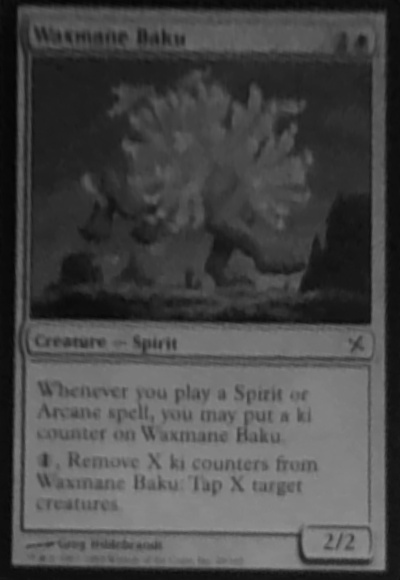 Waxmane Baku
Creature — Spirit
Whenever you play a Spirit or
Arcane spell, you may put a ki
counter on Waxmane Baku.
1, Remove X ki counters from
Waxmane Baku: Tap X target
creatures.
Greg Hildebrandt
2/2